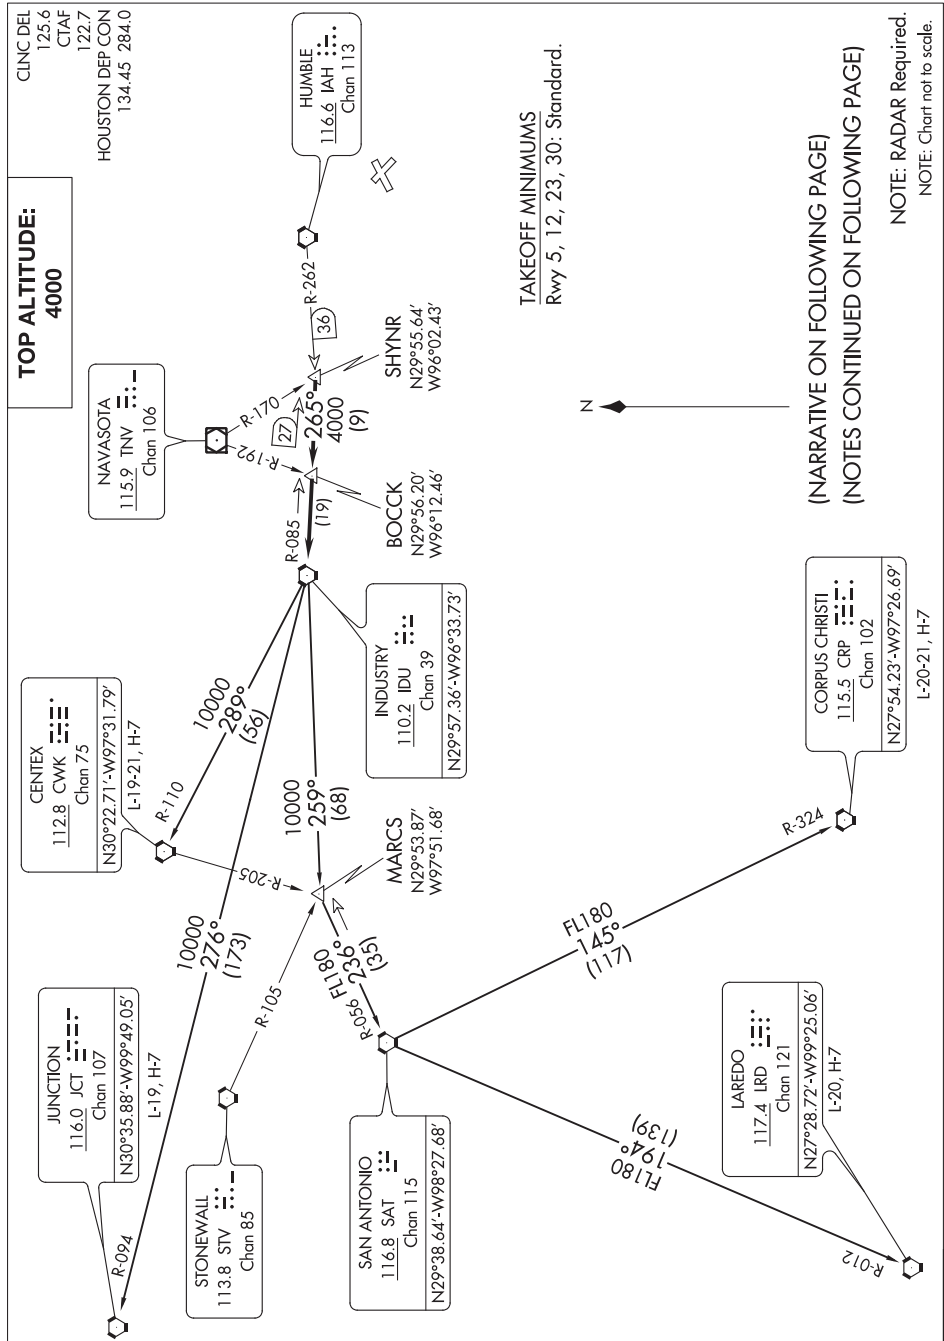 CLNC DEL
125.6
CTAF
122.7
HOUSTON DEP CON
134.45 284.0
TOP ALTITUDE:
4000
HUMBLE
116.6 IAH
Chan 113
NAVASOTA
115.9 TNV
Chan 106
R-262
36
R-170
R-192
27
265°
4000
(9)
SHYNR
N29°55.64'
W96°02.43'
R-085
(19)
BOCCK
N29°56.20'
W96°12.46'
INDUSTRY
110.2 IDU
Chan 39
N29°57.36'-W96°33.73'
CENTEX
112.8 CWK
Chan 75
N30°22.71'-W97°31.79'
L-19-21, H-7
10000
289°
(56)
R-110
R-205
10000
259°
(68)
MARCS
N29°53.87'
W97°51.68'
10000
276°
(173)
JUNCTION
116.0 JCT
Chan 107
N30°35.88'-W99°49.05'
L-19, H-7
R-094
STONEWALL
113.8 STV
Chan 85
R-105
FL180
236°
(35)
R-056
SAN ANTONIO
116.8 SAT
Chan 115
N29°38.64'-W98°27.68'
FL180
145°
(117)
R-324
CORPUS CHRISTI
115.5 CRP
Chan 102
N27°54.23'-W97°26.69'
L-20-21, H-7
FL180
194°
(139)
R-012
LAREDO
117.4 LRD
Chan 121
N27°28.72'-W99°25.06'
L-20, H-7
TAKEOFF MINIMUMS
Rwy 5, 12, 23, 30: Standard.
N
(NARRATIVE ON FOLLOWING PAGE)
(NOTES CONTINUED ON FOLLOWING PAGE)
NOTE: RADAR Required.
NOTE: Chart not to scale.